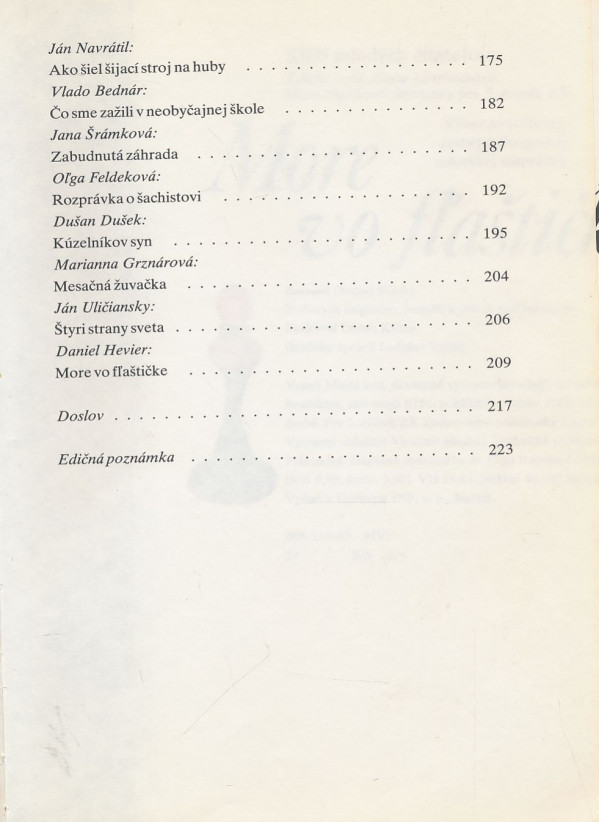 Ján Navrátil:
Ako šiel šijací stroj na huby . . . . . . . . . . . . . . . . . . 175
Vlado Bednár:
Čo sme zažili v neobyčajnej škole . . . . . . . . . . . . . . . 182
Jana Šrámková:
Zabudnutá záhrada . . . . . . . . . . . . . . . . . . . . . . 187
Oľga Feldeková:
Rozprávka o šachistovi . . . . . . . . . . . . . . . . . . . . 192
Dušan Dušek:
Kúzelníkov syn . . . . . . . . . . . . . . . . . . . . . . . . 195
Marianna Grznárová:
Mesačná žuvačka . . . . . . . . . . . . . . . . . . . . . . . 204
Ján Uličiansky:
Štyri strany sveta . . . . . . . . . . . . . . . . . . . . . . . . 206
Daniel Hevier:
More vo fľaštičke . . . . . . . . . . . . . . . . . . . . . . . 209
Doslov . . . . . . . . . . . . . . . . . . . . . . . . . . . . . 217
Edičná poznámka . . . . . . . . . . . . . . . . . . . . . . . 223